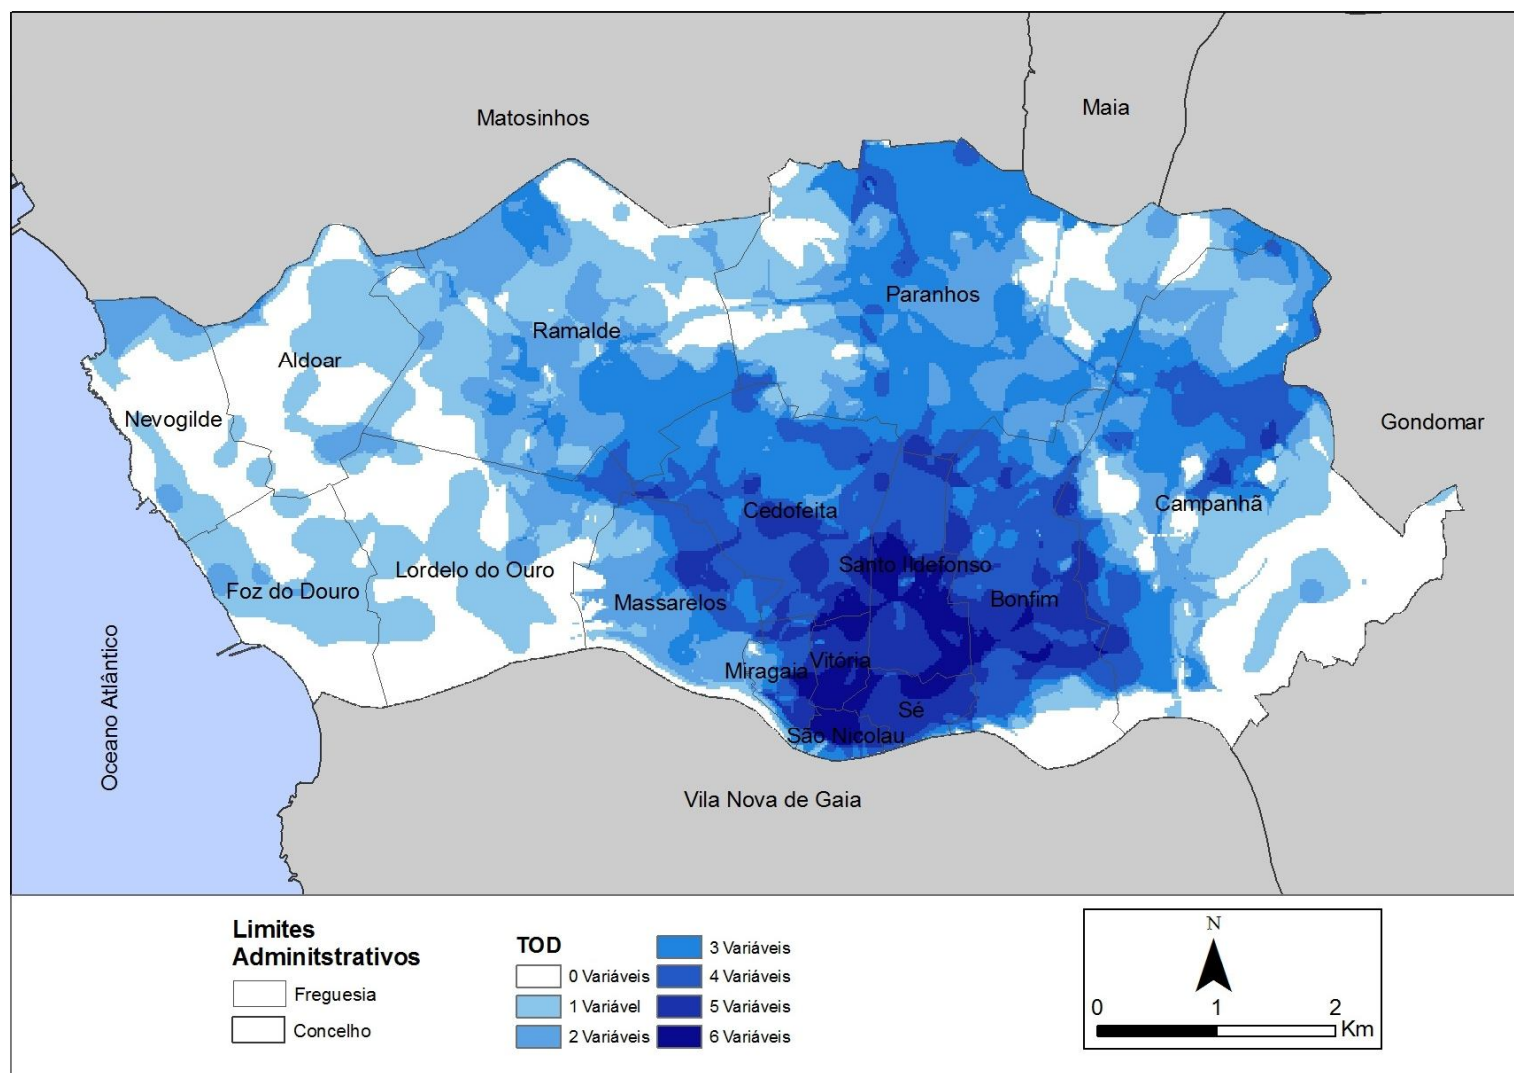 Matosinhos
Maia
Paranhos
Ramalde
Aldoar
Nevogilde
Gondomar
Cedofeita
Campanhã
Santo Ildefonso
Lordelo do Ouro
Foz do Douro
Massarelos
Bonfim
Miragaia
Vitória
Sé
São Nicolau
Oceano Atlântico
Vila Nova de Gaia
Limites
Adminitstrativos
Freguesia
Concelho
TOD
0 Variáveis
1 Variável
2 Variáveis
3 Variáveis
4 Variáveis
5 Variáveis
6 Variáveis
N
0 1 2
Km